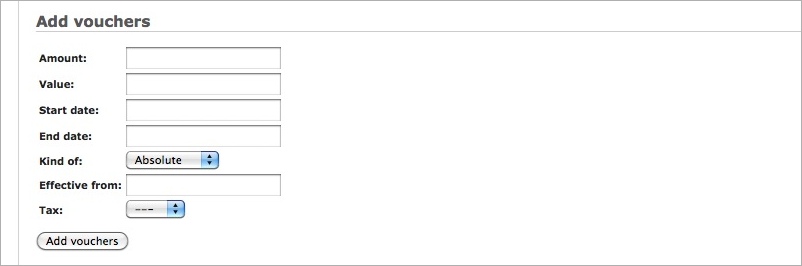 Add vouchers
Amount:
Value:
Start date:
End date:
Kind of: Absolute
Effective from:
Tax: ---
Add vouchers